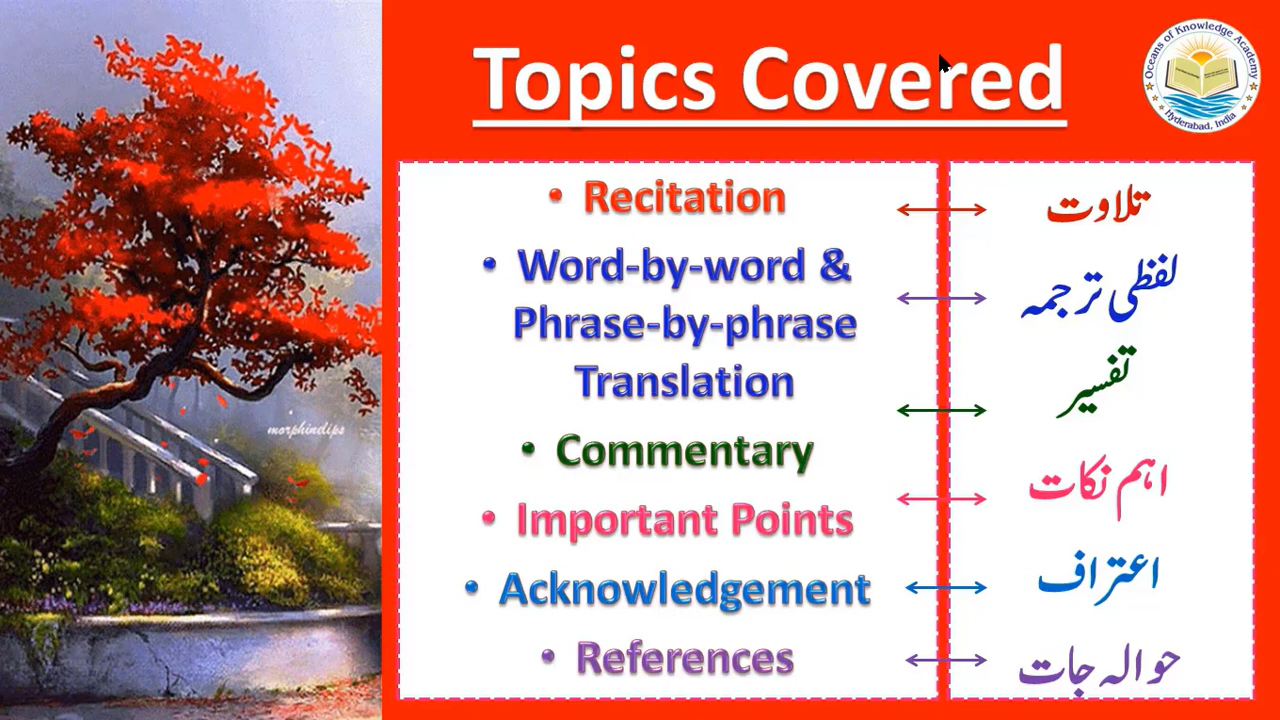 Topics Covered
Oceans of Knowledge Academy
Hyderabad, India
• Recitation
تلاوت
• Word-by-word &
Phrase-by-phrase
Translation
لفظی ترجمہ
• Commentary
تفسیر
• Important Points
اہم نکات
• Acknowledgement
اعتراف
• References
حوالہ جات
morphinelips